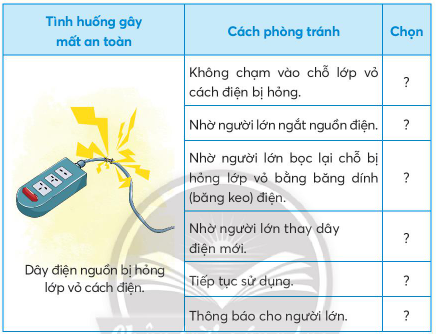 Tình huống gây
mất an toàn
Cách phòng tránh
Chọn
Không chạm vào chỗ lớp vỏ
cách điện bị hỏng.
?
Nhờ người lớn ngắt nguồn điện.
?
Nhờ người lớn bọc lại chỗ bị
hỏng lớp vỏ bằng băng dính
(băng keo) điện.
?
Nhờ người lớn thay dây
điện mới.
?
Dây điện nguồn bị hỏng
lớp vỏ cách điện.
Tiếp tục sử dụng.
?
Thông báo cho người lớn.
?